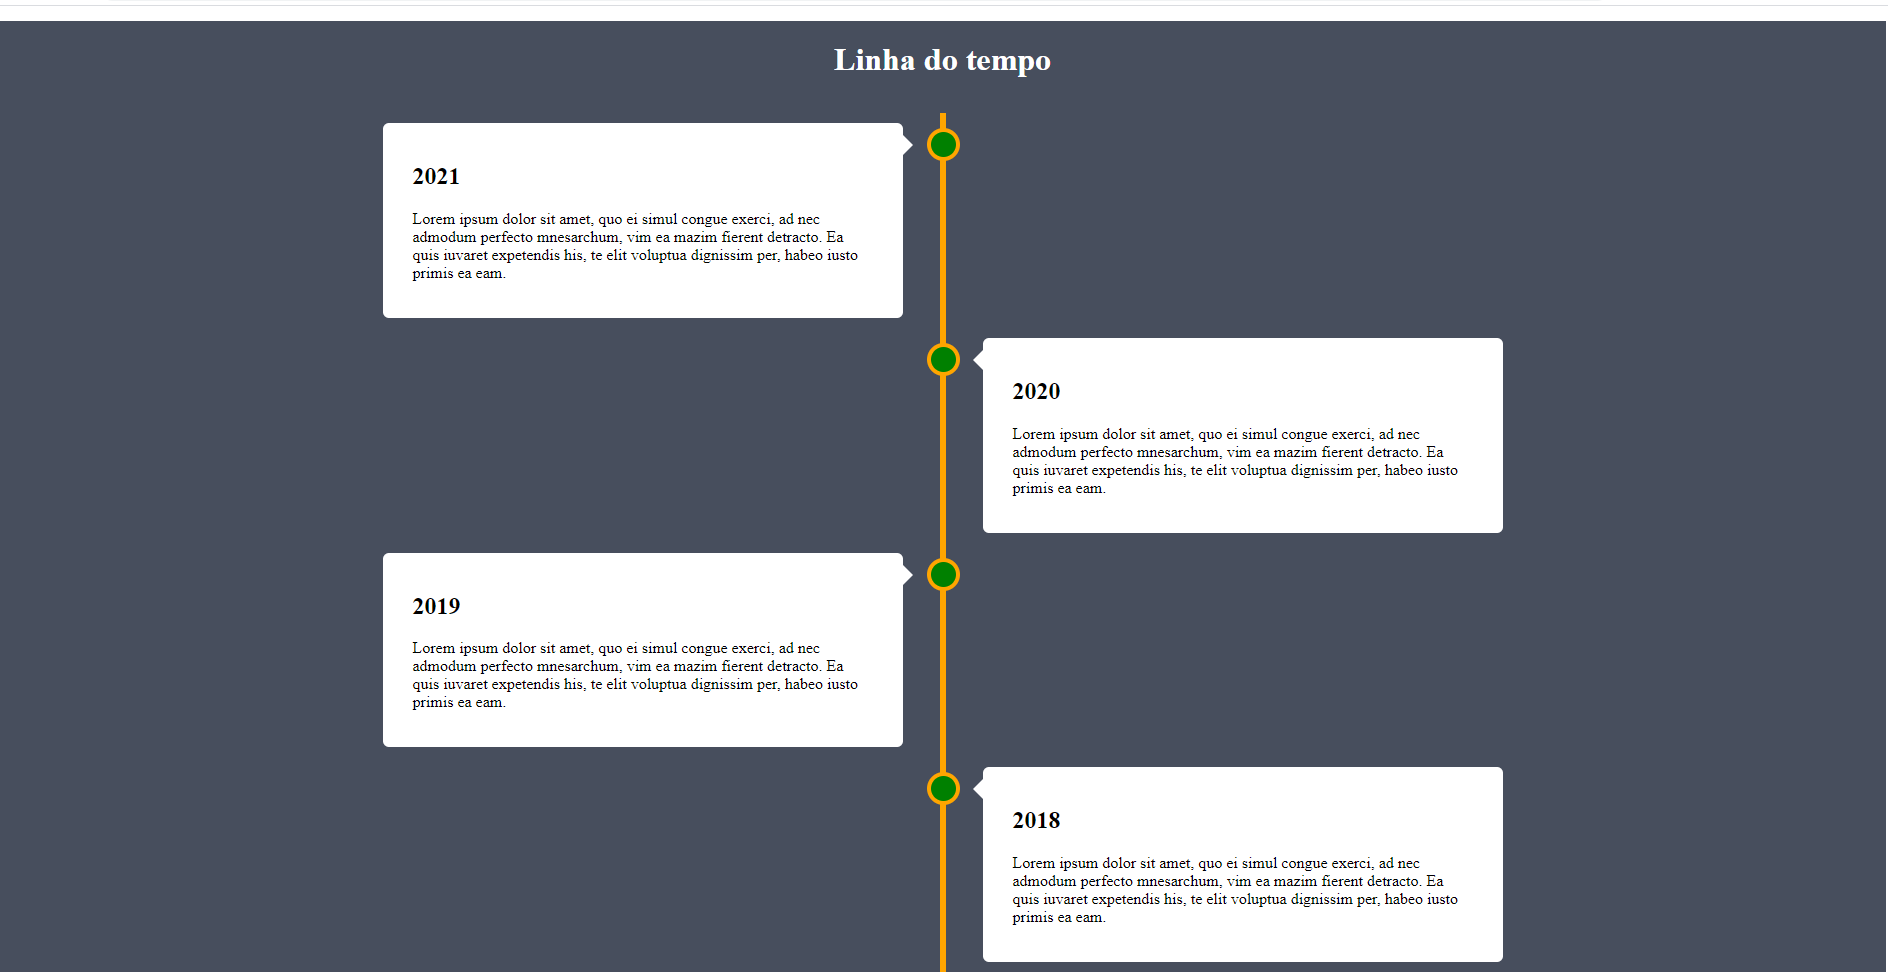 Linha do tempo
2021
Lorem ipsum dolor sit amet, quo ei simul congue exerci, ad nec
admodum perfecto mnesarchum, vim ea mazim fierent detracto. Ea
quis iuvaret expetendis his, te elit voluptua dignissim per, habeo iusto
primis ea eam.
2020
Lorem ipsum dolor sit amet, quo ei simul congue exerci, ad nec
admodum perfecto mnesarchum, vim ea mazim fierent detracto. Ea
quis iuvaret expetendis his, te elit voluptua dignissim per, habeo iusto
primis ea eam.
2019
Lorem ipsum dolor sit amet, quo ei simul congue exerci, ad nec
admodum perfecto mnesarchum, vim ea mazim fierent detracto. Ea
quis iuvaret expetendis his, te elit voluptua dignissim per, habeo iusto
primis ea eam.
2018
Lorem ipsum dolor sit amet, quo ei simul congue exerci, ad nec
admodum perfecto mnesarchum, vim ea mazim fierent detracto. Ea
quis iuvaret expetendis his, te elit voluptua dignissim per, habeo iusto
primis ea eam.